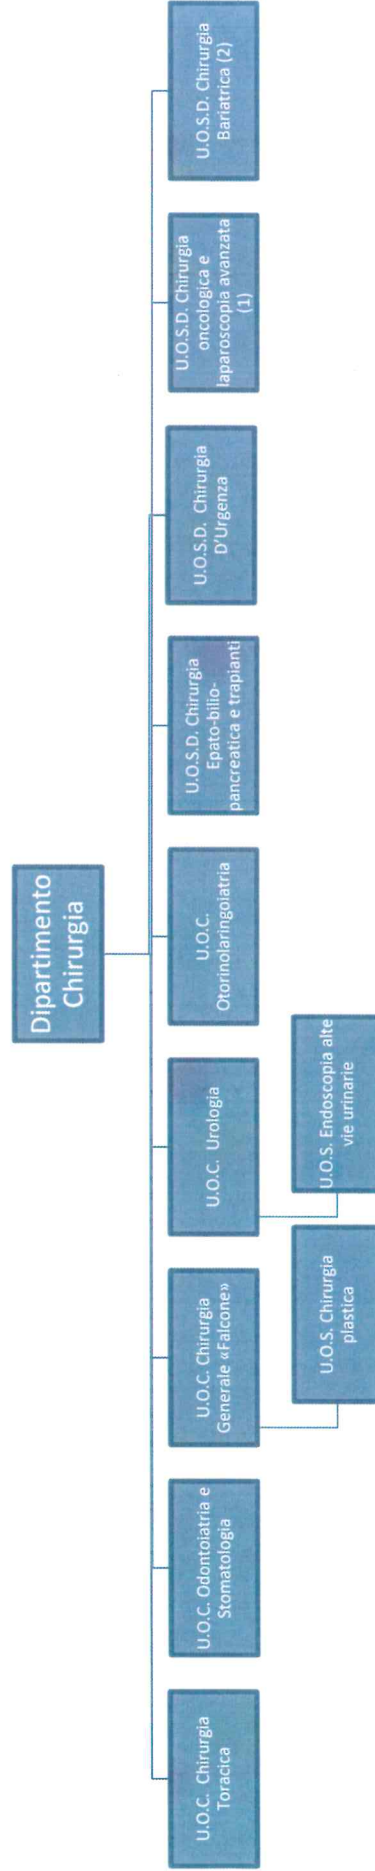 Dipartimento
Chirurgia
U.O.C. Chirurgia
Toracica
U.O.C. Odontoiatria e
Stomatologia
U.O.C. Chirurgia
Generale «Falcone»
U.O.C. Urologia
U.O.C.
Otorinolaringoiatria
U.O.S.D. Chirurgia
Epato-bilio-
pancreatica e trapianti
U.O.S.D. Chirurgia
D'Urgenza
U.O.S.D. Chirurgia
oncologica e
laparoscopia avanzata
(1)
U.O.S.D. Chirurgia
Bariatrica (2)
U.O.S. Chirurgia
plastica
U.O.S. Endoscopia alte
vie urinarie